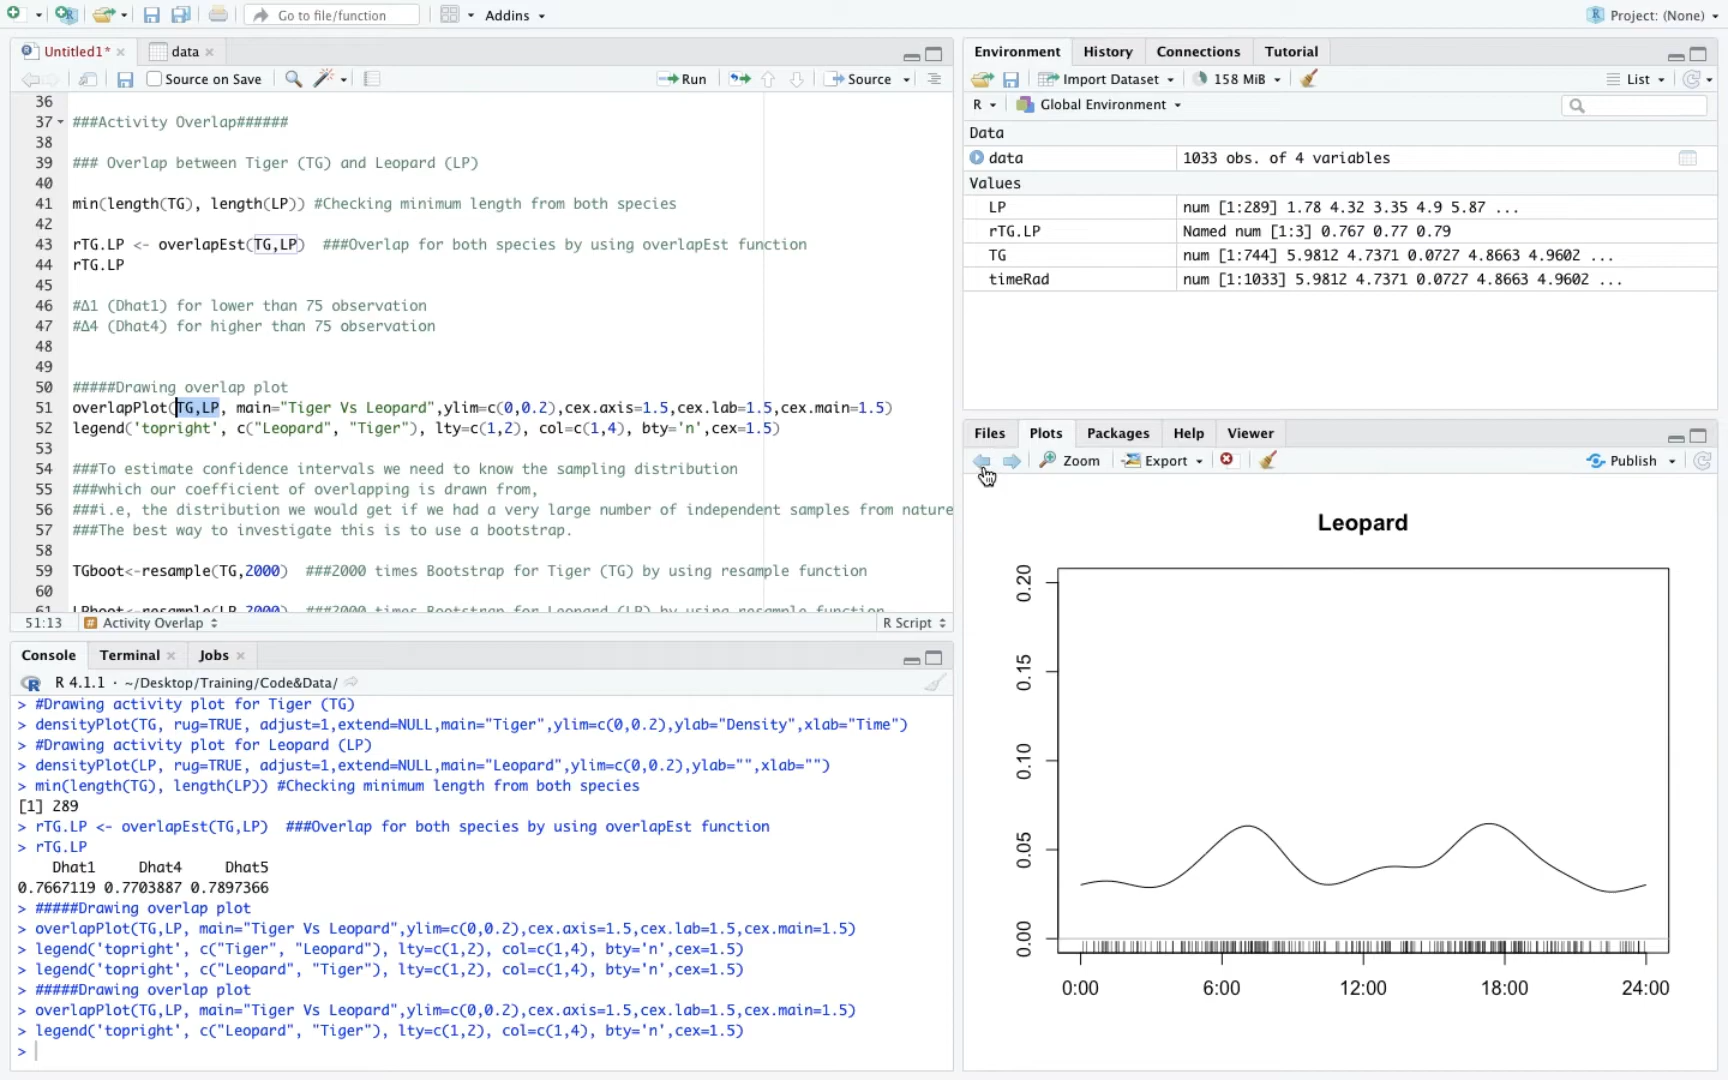 Go to file/function
Addins
Project: (None)
Untitled1*
data
Source on Save
Run
Source
36
37 ###Activity Overlap######
38
39 ### Overlap between Tiger (TG) and Leopard (LP)
40
41 min(length(TG), length(LP)) #Checking minimum length from both species
42
43 rTG.LP <- overlapEst(TG,LP)  ###Overlap for both species by using overlapEst function
44 rTG.LP
45
46 #Δ1 (Dhat1) for lower than 75 observation
47 #Δ4 (Dhat4) for higher than 75 observation
48
49
50 #####Drawing overlap plot
51 overlapPlot(TG,LP, main="Tiger Vs Leopard",ylim=c(0,0.2),cex.axis=1.5,cex.lab=1.5,cex.main=1.5)
52 legend('topright', c("Leopard", "Tiger"), lty=c(1,2), col=c(1,4), bty='n',cex=1.5)
53
54 ###To estimate confidence intervals we need to know the sampling distribution
55 ###which our coefficient of overlapping is drawn from,
56 ###i.e, the distribution we would get if we had a very large number of independent samples from nature
57 ###The best way to investigate this is to use a bootstrap.
58
59 TGboot<-resample(TG,2000)  ###2000 times Bootstrap for Tiger (TG) by using resample function
60
61 LPboot<-resample(LP,2000)  ###2000 times Bootstrap for Leopard (LP) by using resample function
51:13
Activity Overlap
R Script
Console
Terminal
Jobs
R 4.1.1 · ~/Desktop/Training/Code&Data/
> #Drawing activity plot for Tiger (TG)
> densityPlot(TG, rug=TRUE, adjust=1,extend=NULL,main="Tiger",ylim=c(0,0.2),ylab="Density",xlab="Time")
> #Drawing activity plot for Leopard (LP)
> densityPlot(LP, rug=TRUE, adjust=1,extend=NULL,main="Leopard",ylim=c(0,0.2),ylab="",xlab="")
> min(length(TG), length(LP)) #Checking minimum length from both species
[1] 289
> rTG.LP <- overlapEst(TG,LP)  ###Overlap for both species by using overlapEst function
> rTG.LP
Dhat1 Dhat4 Dhat5
0.7667119 0.7703887 0.7897366
> #####Drawing overlap plot
> overlapPlot(TG,LP, main="Tiger Vs Leopard",ylim=c(0,0.2),cex.axis=1.5,cex.lab=1.5,cex.main=1.5)
> legend('topright', c("Tiger", "Leopard"), lty=c(1,2), col=c(1,4), bty='n',cex=1.5)
> legend('topright', c("Leopard", "Tiger"), lty=c(1,2), col=c(1,4), bty='n',cex=1.5)
> #####Drawing overlap plot
> overlapPlot(TG,LP, main="Tiger Vs Leopard",ylim=c(0,0.2),cex.axis=1.5,cex.lab=1.5,cex.main=1.5)
> legend('topright', c("Leopard", "Tiger"), lty=c(1,2), col=c(1,4), bty='n',cex=1.5)
>
Environment
History
Connections
Tutorial
Import Dataset
158 MiB
List
R
Global Environment
Data
data 1033 obs. of 4 variables
Values
LP num [1:289] 1.78 4.32 3.35 4.9 5.87 ...
rTG.LP Named num [1:3] 0.767 0.77 0.79
TG num [1:744] 5.9812 4.7371 0.0727 4.8663 4.9602 ...
timeRad num [1:1033] 5.9812 4.7371 0.0727 4.8663 4.9602 ...
Files
Plots
Packages
Help
Viewer
Zoom
Export
Publish
Leopard
0.20
0.15
0.10
0.05
0.00
0:00
6:00
12:00
18:00
24:00